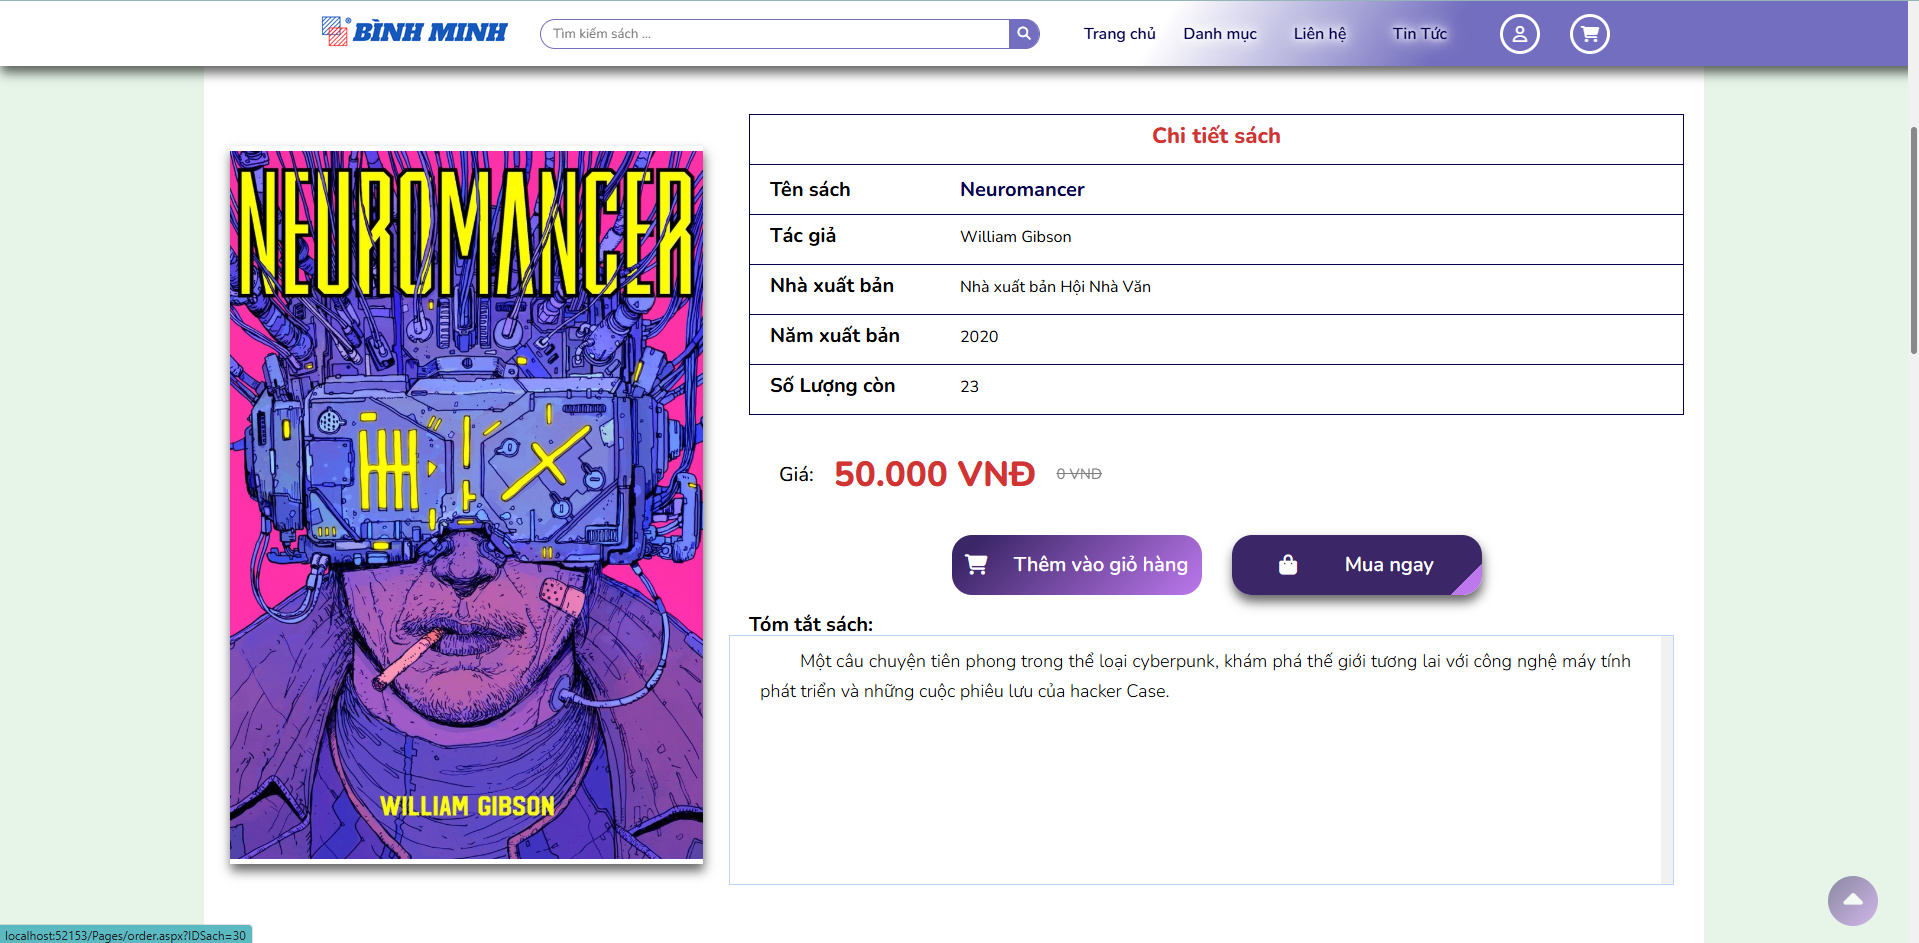 BÌNH MINH
Tìm kiếm sách ...
Trang chủ
Danh mục
Liên hệ
Tin Tức
NEUROMANCER
WILLIAM GIBSON
Chi tiết sách
Tên sách Neuromancer
Tác giả William Gibson
Nhà xuất bản Nhà xuất bản Hội Nhà Văn
Năm xuất bản 2020
Số Lượng còn 23
Giá: 50.000 VNĐ 0 VNĐ
Thêm vào giỏ hàng
Mua ngay
Tóm tắt sách:
Một câu chuyện tiên phong trong thể loại cyberpunk, khám phá thế giới tương lai với công nghệ máy tính
phát triển và những cuộc phiêu lưu của hacker Case.
localhost:52153/Pages/order.aspx?IDSach=30